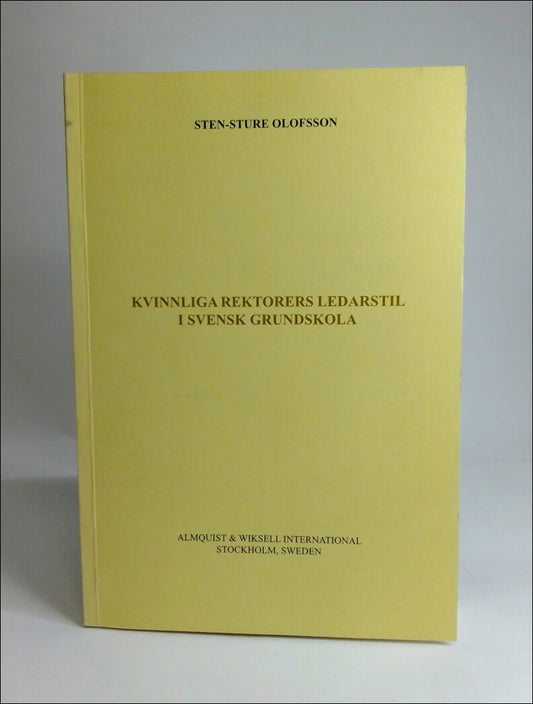 STEN-STURE OLOFSSON
KVINNLIGA REKTORERS LEDARSTIL
I SVENSK GRUNDSKOLA
ALMQUIST & WIKSELL INTERNATIONAL
STOCKHOLM, SWEDEN